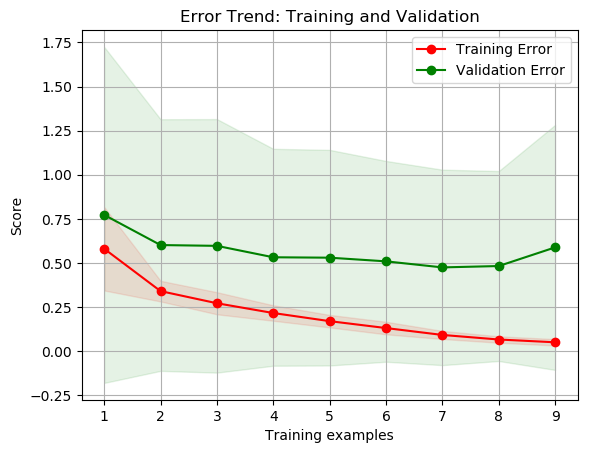 Error Trend: Training and Validation
Training Error
Validation Error
Score
1.75
1.50
1.25
1.00
0.75
0.50
0.25
0.00
−0.25
1 2 3 4 5 6 7 8 9
Training examples